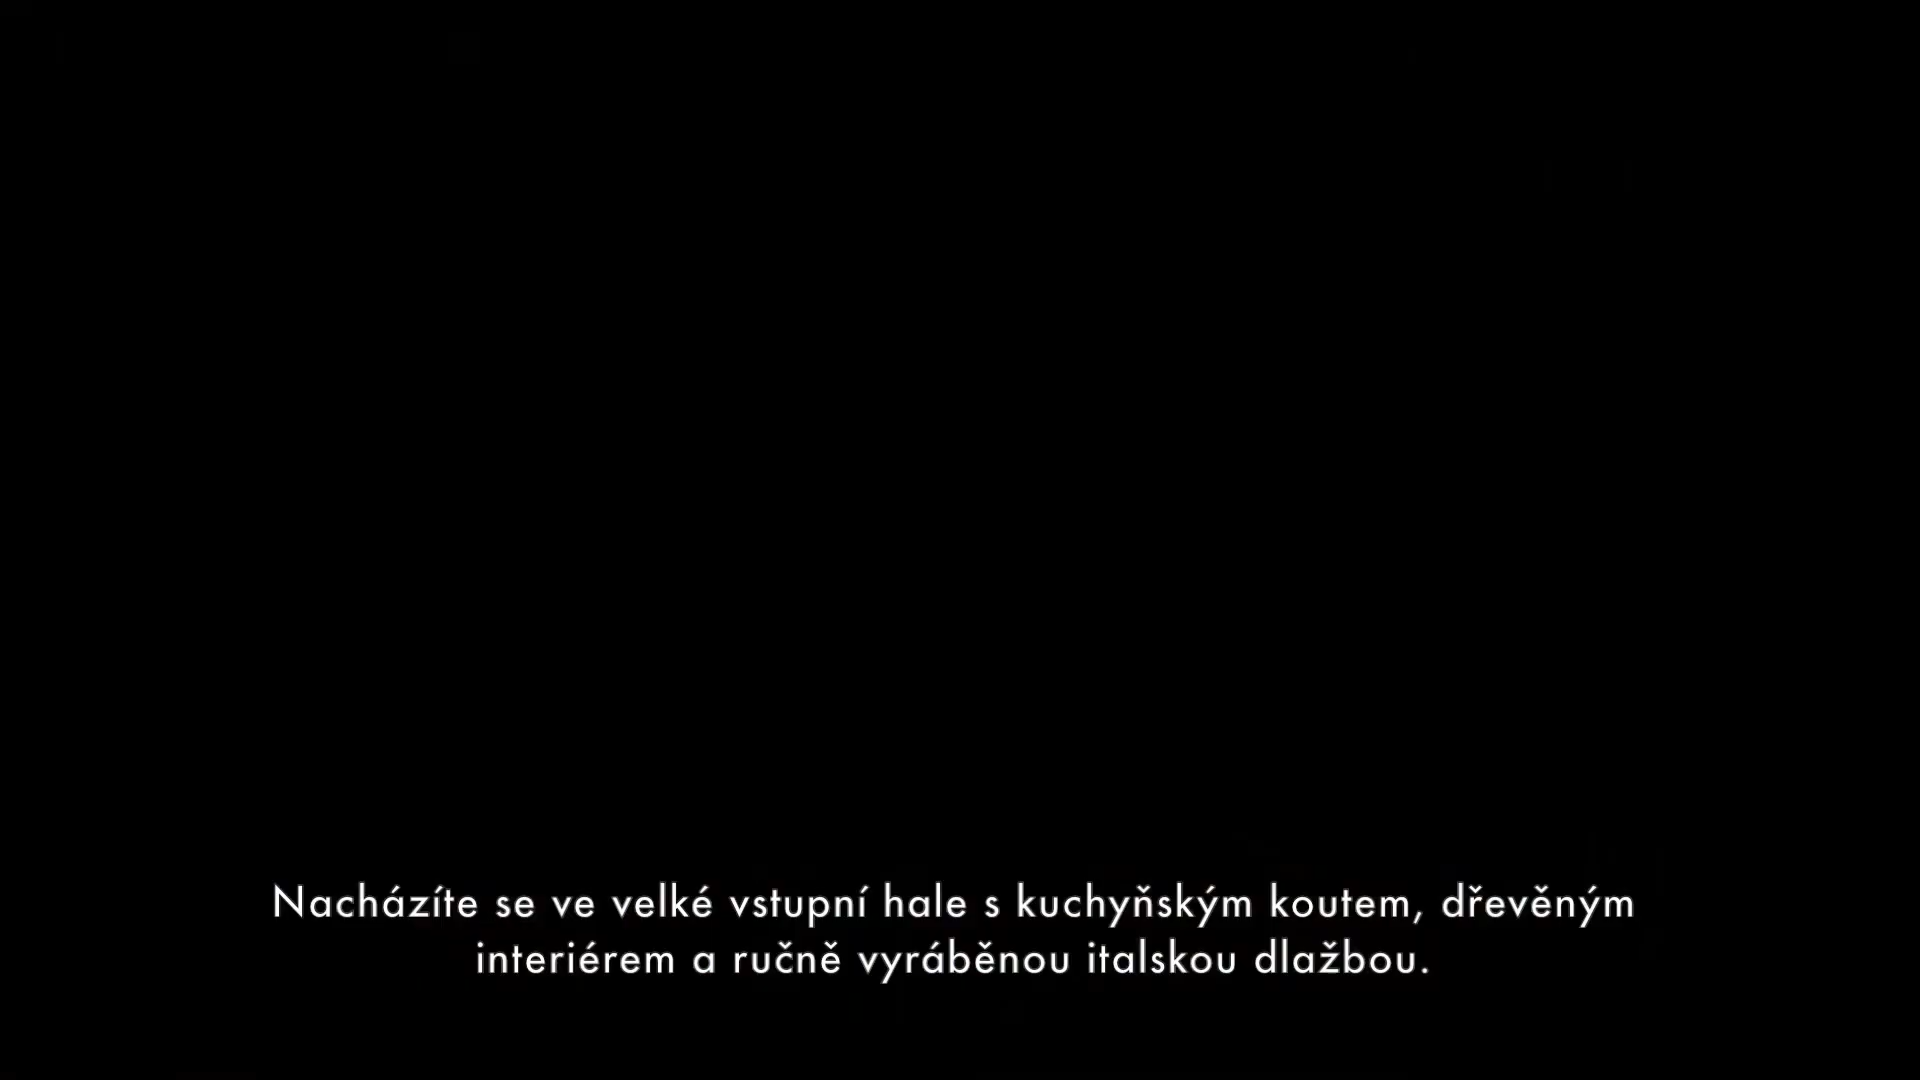 Nacházíte se ve velké vstupní hale s kuchyňským koutem, dřevěným
interiérem a ručně vyráběnou italskou dlažbou.